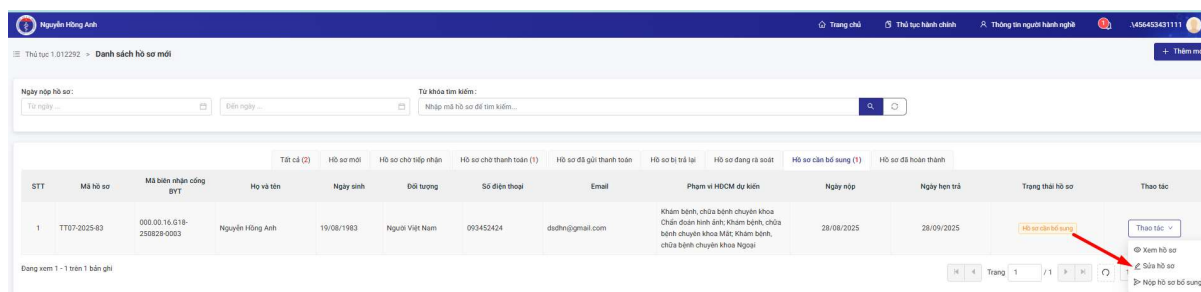 Nguyễn Hồng Anh
Trang chủ
Thủ tục hành chính
Thông tin người hành nghề
1
.\456453431111
Thủ tục 1.012292 > Danh sách hồ sơ mới
+ Thêm mớ
Ngày nộp hồ sơ :
Từ khóa tìm kiếm :
Từ ngày ...
Đến ngày ...
Nhập mã hồ sơ để tìm kiếm...
Tất cả (2)
Hồ sơ mới
Hồ sơ chờ tiếp nhận
Hồ sơ chờ thanh toán (1)
Hồ sơ đã gửi thanh toán
Hồ sơ bị trả lại
Hồ sơ đang rà soát
Hồ sơ cần bổ sung (1)
Hồ sơ đã hoàn thành
STT
Mã hồ sơ
Mã biên nhận cổng
BYT
Họ và tên
Ngày sinh
Đối tượng
Số điện thoại
Email
Phạm vi HĐCM dự kiến
Ngày nộp
Ngày hẹn trả
Trạng thái hồ sơ
Thao tác
1
TT07-2025-83
000.00.16.G18-
250828-0003
Nguyễn Hồng Anh
19/08/1983
Người Việt Nam
093452424
dsdhn@gmail.com
Khám bệnh, chữa bệnh chuyên khoa
Chẩn đoán hình ảnh; Khám bệnh, chữa
bệnh chuyên khoa Mắt; Khám bệnh,
chữa bệnh chuyên khoa Ngoại
28/08/2025
28/09/2025
Hồ sơ cần bổ sung
Thao tác
Xem hồ sơ
Sửa hồ sơ
Nộp hồ sơ bổ sung
Đang xem 1 - 1 trên 1 bản ghi
Trang 1 / 1